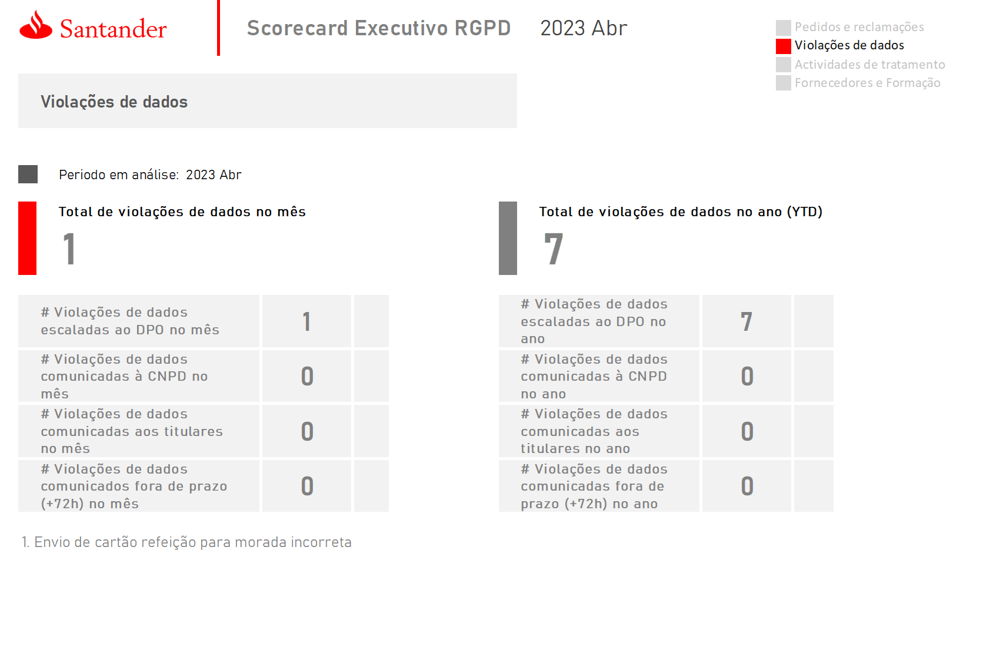 Santander
Scorecard Executivo RGPD 2023 Abr
Pedidos e reclamações
Violações de dados
Actividades de tratamento
Fornecedores e Formação
Violações de dados
Periodo em análise: 2023 Abr
Total de violações de dados no mês
1
# Violações de dados
escaladas ao DPO no mês
1
# Violações de dados
comunicadas à CNPD no
mês
0
# Violações de dados
comunicadas aos titulares
no mês
0
# Violações de dados
comunicados fora de prazo
(+72h) no mês
0
Total de violações de dados no ano (YTD)
7
# Violações de dados
escaladas ao DPO no
ano
7
# Violações de dados
comunicadas à CNPD
no ano
0
# Violações de dados
comunicadas aos
titulares no ano
0
# Violações de dados
comunicadas fora de
prazo (+72h) no ano
0
1. Envio de cartão refeição para morada incorreta